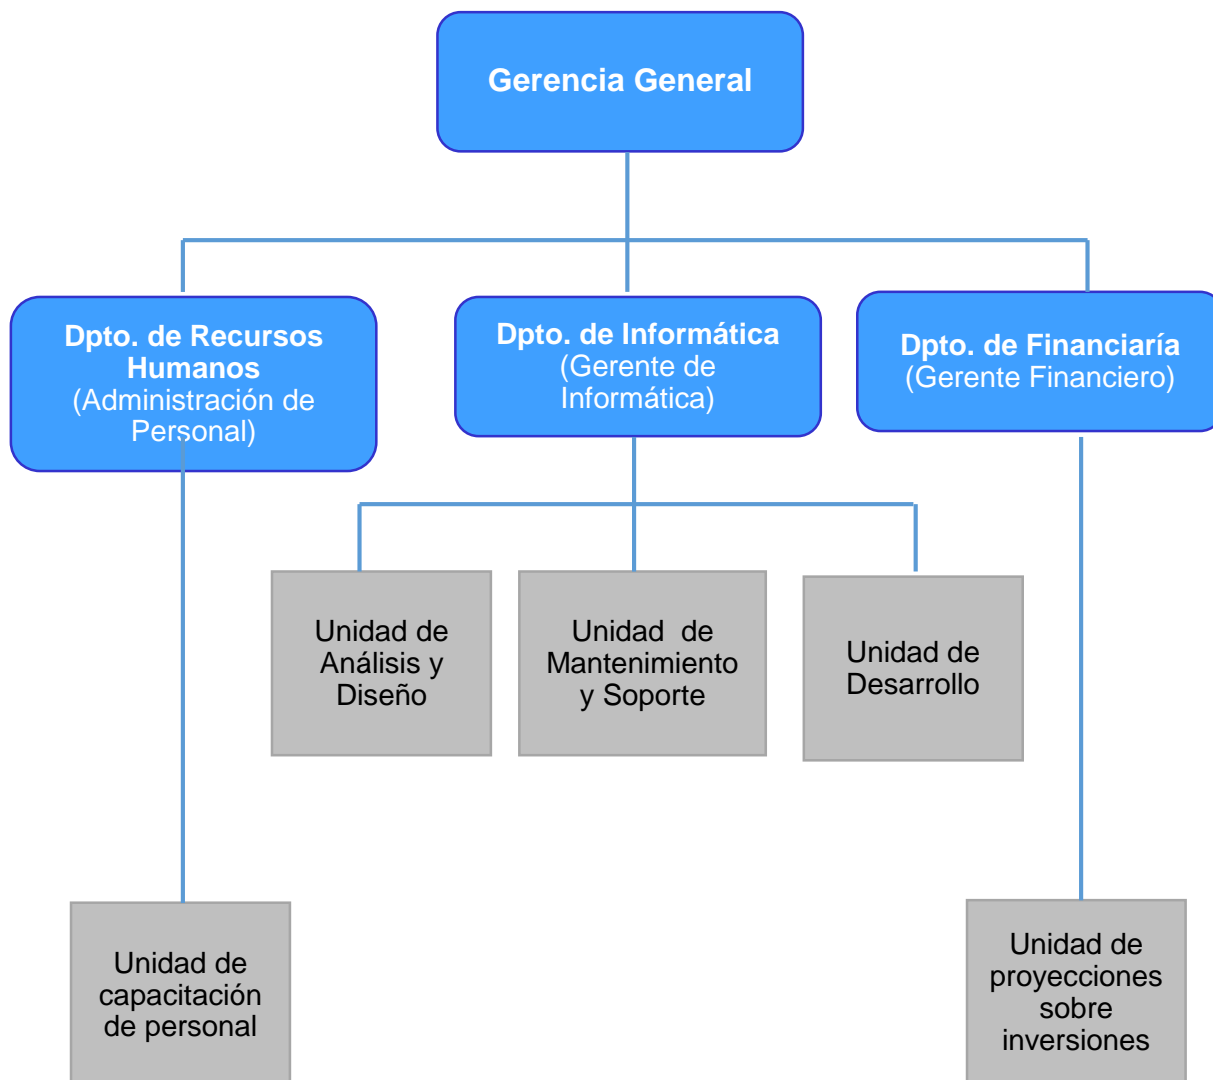 Gerencia General
Dpto. de Recursos
Humanos
(Administración de
Personal)
Dpto. de Informática
(Gerente de
Informática)
Dpto. de Financiaría
(Gerente Financiero)
Unidad de
Análisis y
Diseño
Unidad  de
Mantenimiento
y Soporte
Unidad de
Desarrollo
Unidad de
capacitación
de personal
Unidad de
proyecciones
sobre
inversiones